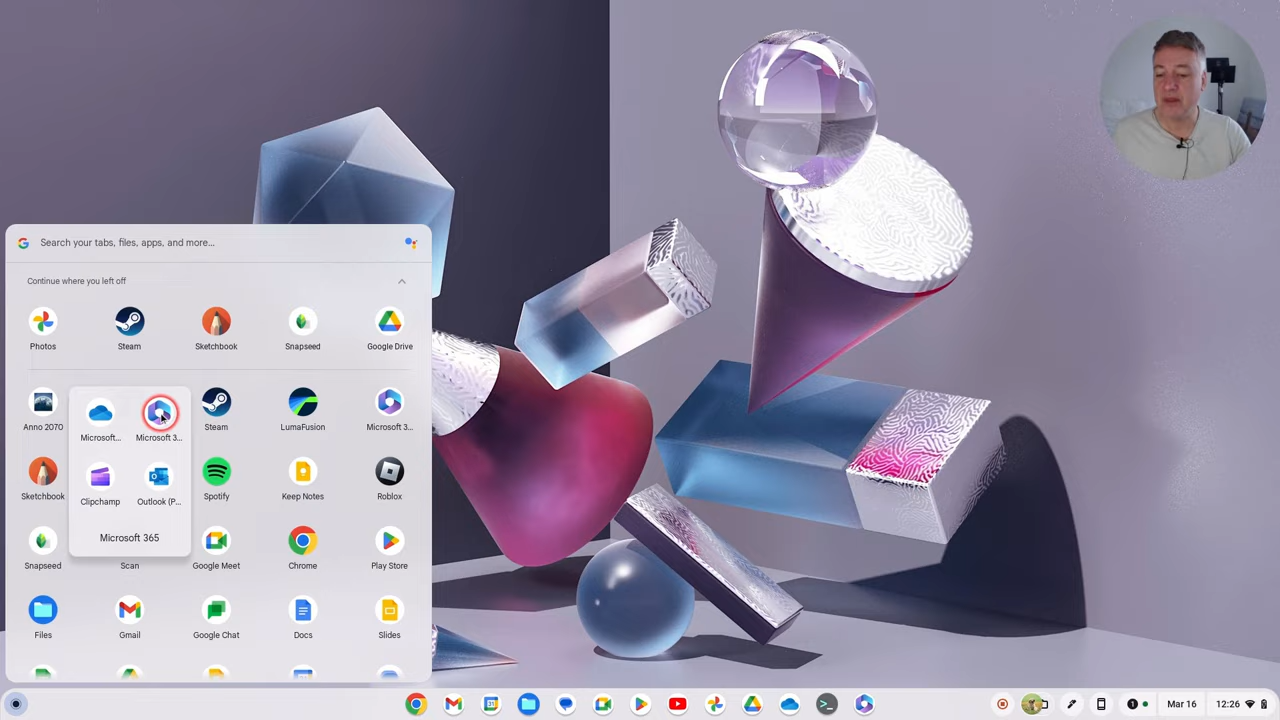 Search your tabs, files, apps, and more...
Continue where you left off
Photos
Steam
Sketchbook
Snapseed
Google Drive
Anno 2070
Steam
LumaFusion
Microsoft 3...
Microsoft...
Microsoft 3...
Sketchbook
Spotify
Keep Notes
Roblox
Clipchamp
Outlook (P...
Microsoft 365
Snapseed
Scan
Google Meet
Chrome
Play Store
Files
Gmail
Google Chat
Docs
Slides
1
Mar 16
12:26